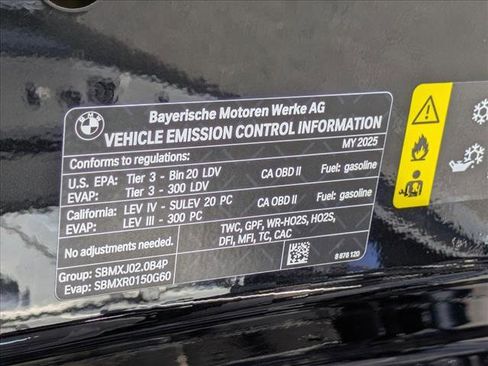 BMW
Bayerische Motoren Werke AG
VEHICLE EMISSION CONTROL INFORMATION
Conforms to regulations: MY 2025
U.S. EPA: Tier 3 - Bin 20 LDV CA OBD II Fuel: gasoline
EVAP: Tier 3 - 300 LDV
California: LEV IV - SULEV 20 PC CA OBD II Fuel: gasoline
EVAP: LEV III - 300 PC
No adjustments needed. TWC, GPF, WR-HO2S, HO2S,
DFI, MFI, TC, CAC
Group: SBMXJ02.0B4P
Evap: SBMXR0150G60
8 878 120